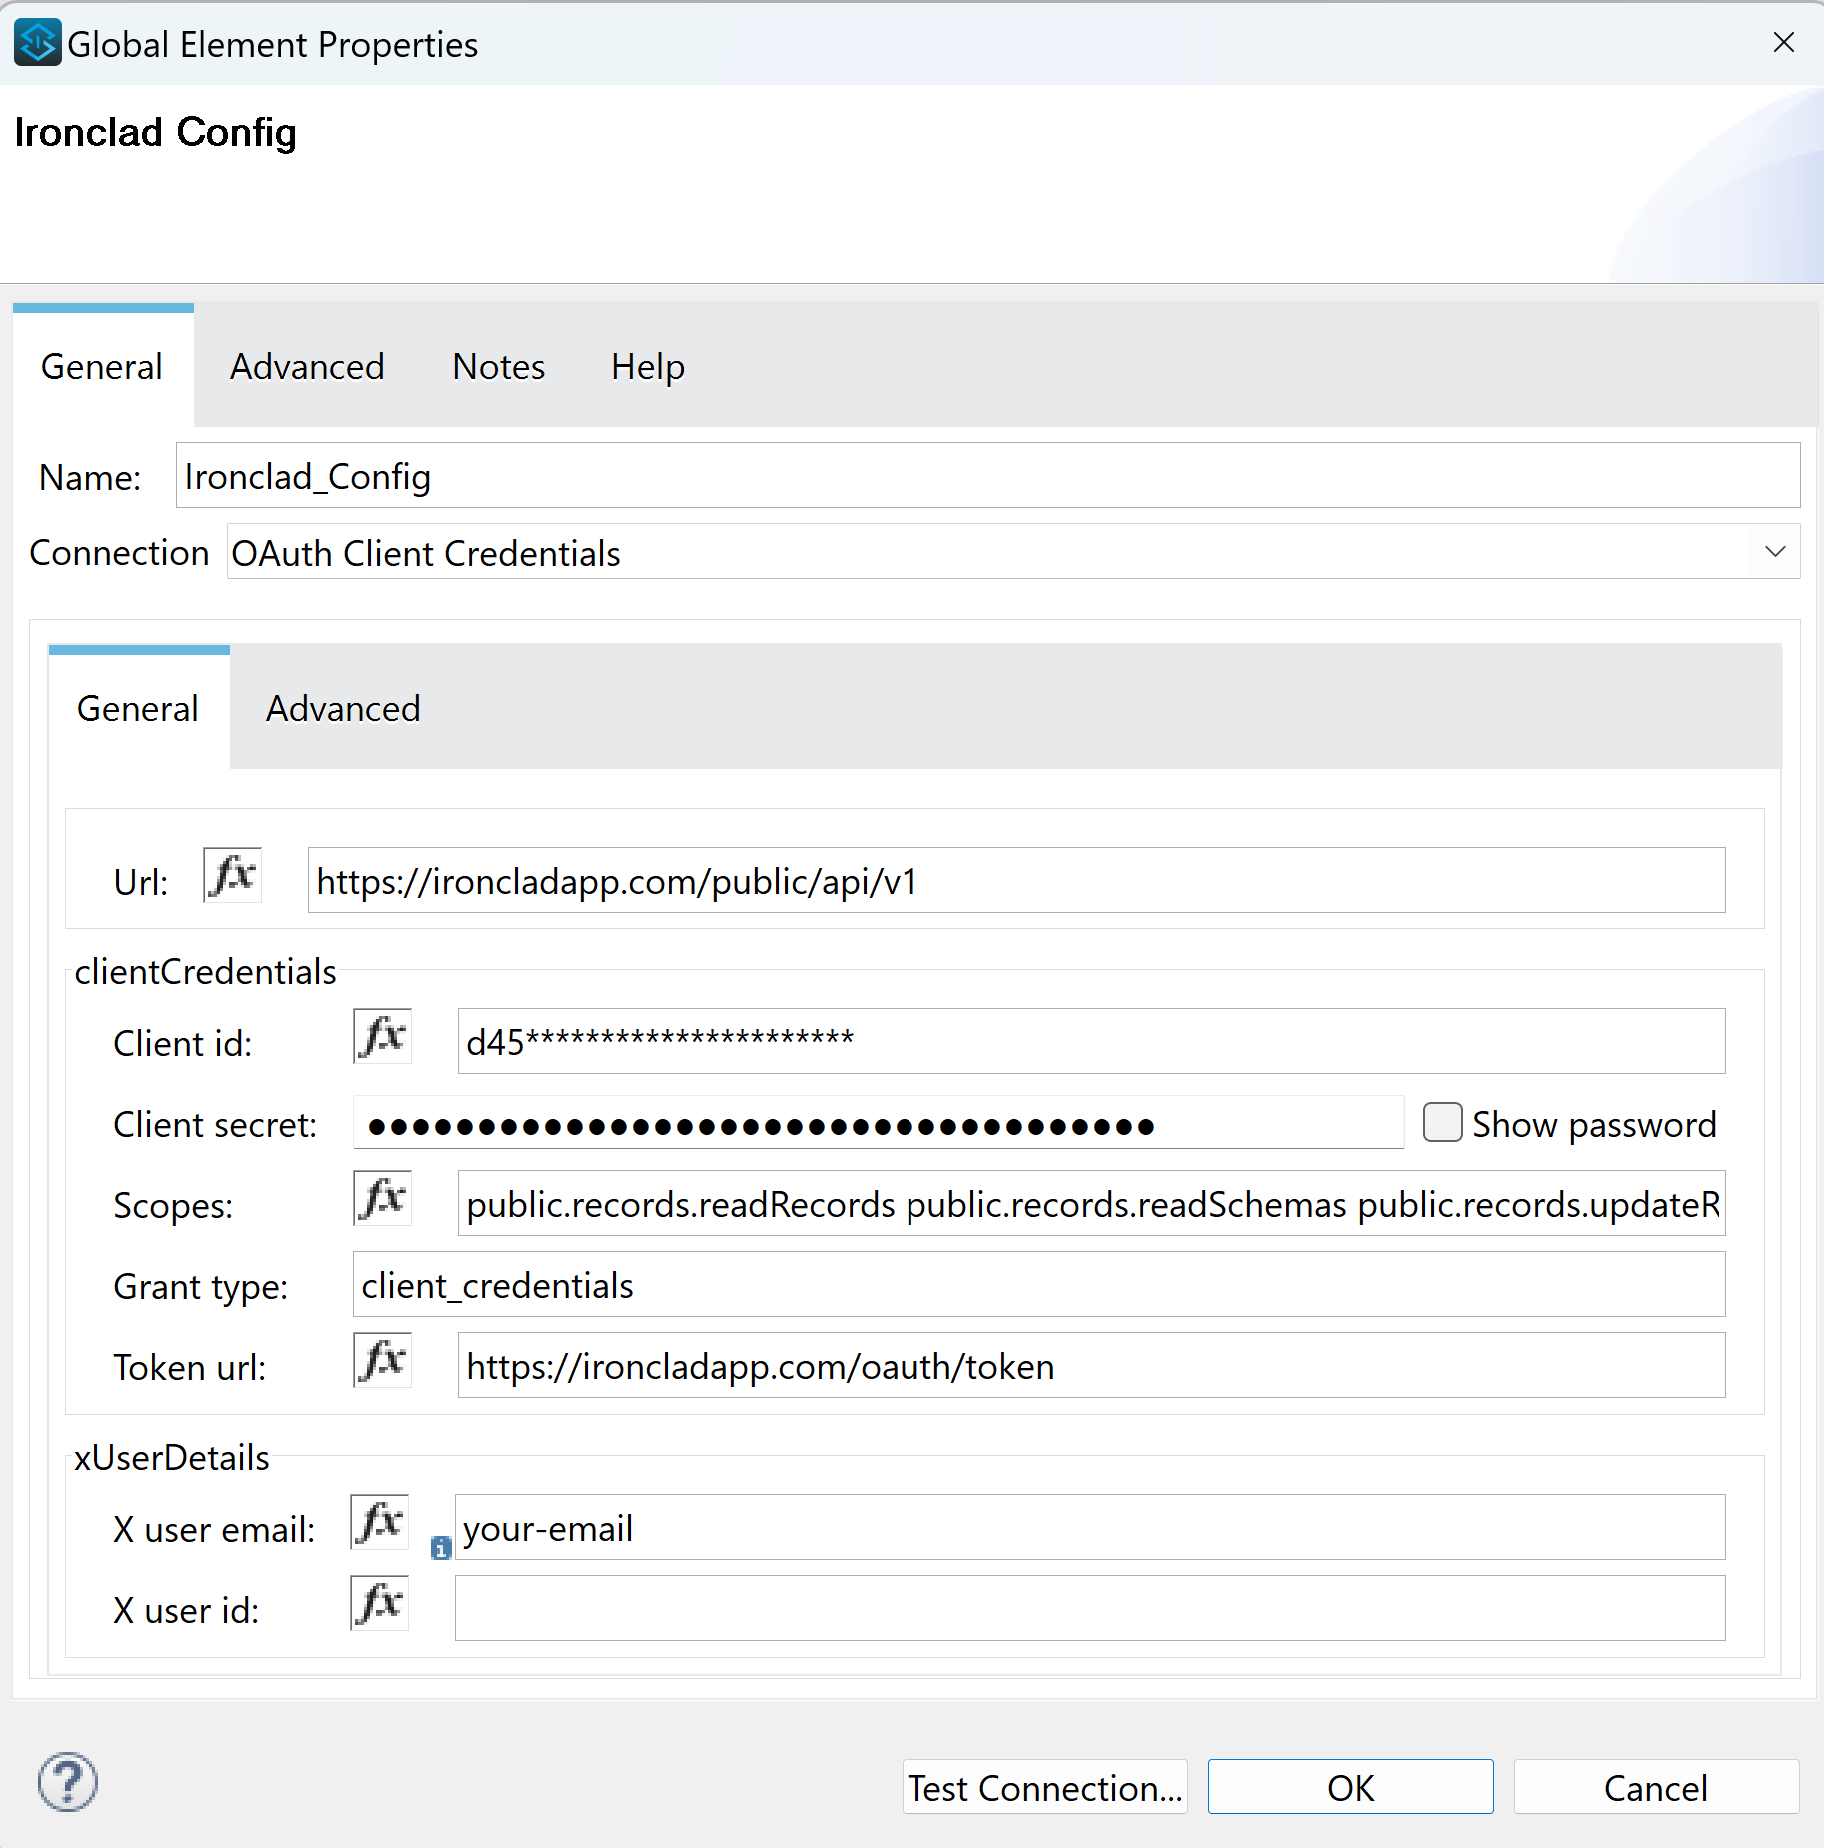 Global Element Properties
Ironclad Config
General Advanced Notes Help
Name: Ironclad_Config
Connection OAuth Client Credentials
General Advanced
Url: fx https://ironcladapp.com/public/api/v1
clientCredentials
Client id: fx d45**********************
Client secret: ●●●●●●●●●●●●●●●●●●●●●●●●●●●●●●●●●●●● Show password
Scopes: fx public.records.readRecords public.records.readSchemas public.records.updateR
Grant type: client_credentials
Token url: fx https://ironcladapp.com/oauth/token
xUserDetails
X user email: fx i your-email
X user id: fx
? Test Connection... OK Cancel